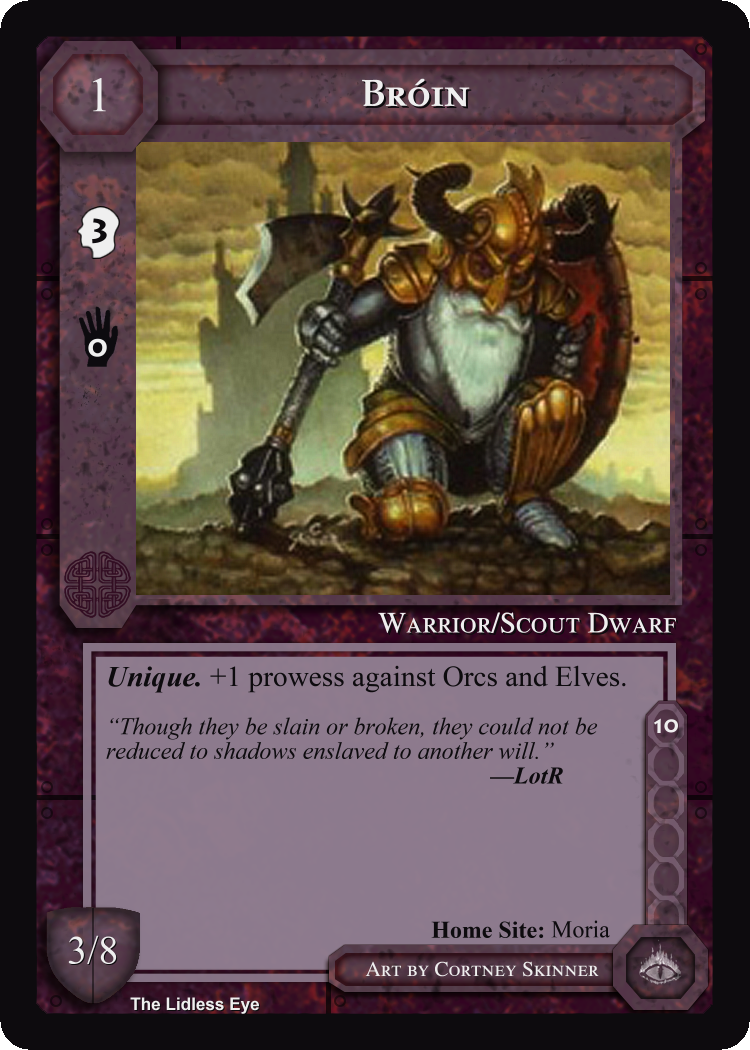 1
BRÓIN
3
0
WARRIOR/SCOUT DWARF
Unique. +1 prowess against Orcs and Elves.
“Though they be slain or broken, they could not be
reduced to shadows enslaved to another will.”
—LotR
10
Home Site: Moria
3/8
ART BY CORTNEY SKINNER
The Lidless Eye